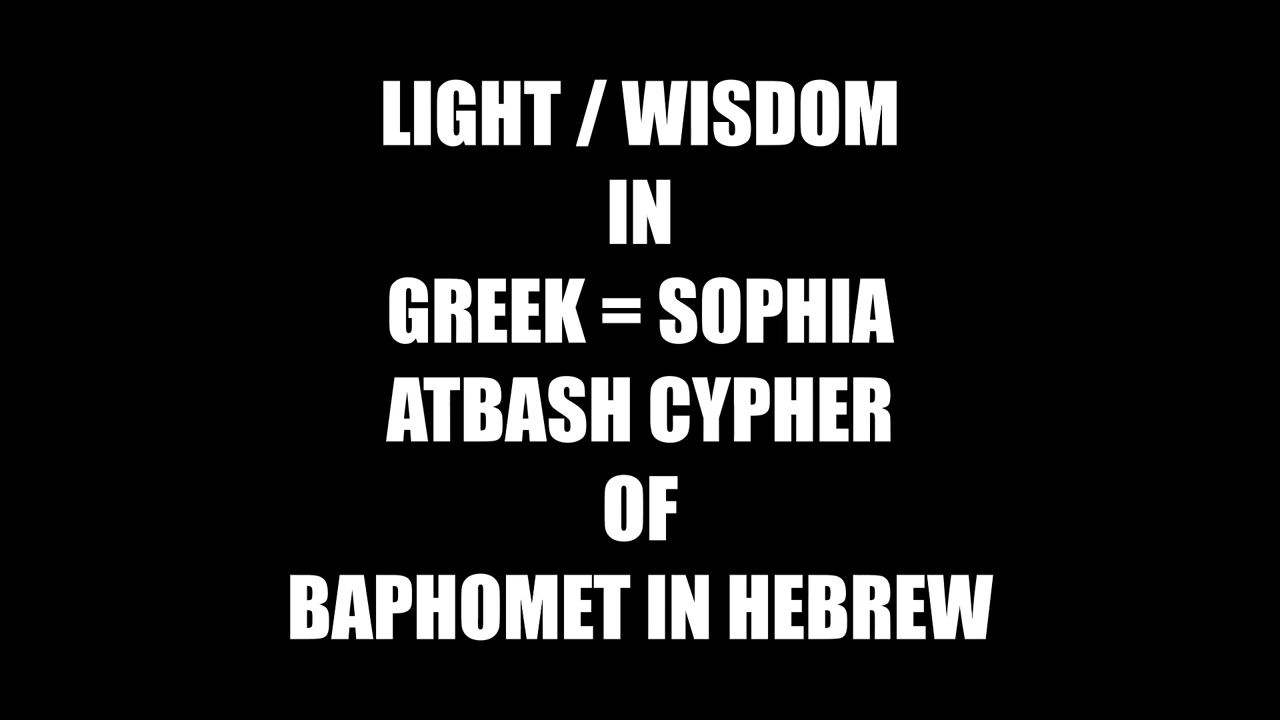 LIGHT / WISDOM
IN
GREEK = SOPHIA
ATBASH CYPHER
OF
BAPHOMET IN HEBREW